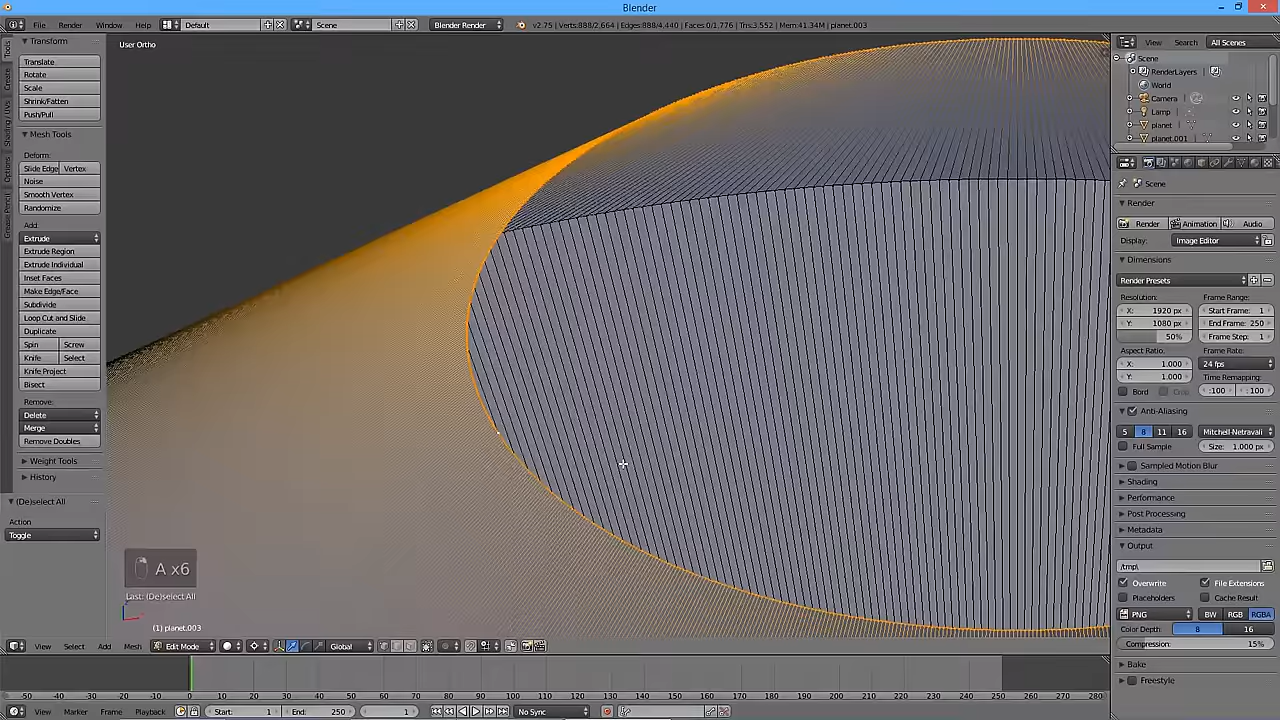 Blender
File Render Window Help Default Scene Blender Render v2.75 | Verts:888/2,664 | Edges:888/4,440 | Faces:0/1,776 | Tris:3,552 | Mem:41.34M | planet.003
Transform
Translate
Rotate
Scale
Shrink/Fatten
Push/Pull
Mesh Tools
Deform:
Slide Edge Vertex
Noise
Smooth Vertex
Randomize
Add:
Extrude
Extrude Region
Extrude Individual
Inset Faces
Make Edge/Face
Subdivide
Loop Cut and Slide
Duplicate
Spin Screw
Knife Select
Knife Project
Bisect
Remove:
Delete
Merge
Remove Doubles
Weight Tools
History
(De)select All
Action
Toggle
Tools
Create
Shading / UVs
Options
Grease Pencil
User Ortho
A x6
Last: (De)select All
(1) planet.003
View Select Add Mesh Edit Mode Global
View Search All Scenes
Scene
RenderLayers
World
Camera
Lamp
planet
planet.001
Scene
Render
Render Animation Audio
Display: Image Editor
Dimensions
Render Presets
Resolution: Frame Range:
X: 1920 px Start Frame: 1
Y: 1080 px End Frame: 250
50% Frame Step: 1
Aspect Ratio: Frame Rate:
X: 1.000 24 fps
Y: 1.000 Time Remapping:
Bord Crop :100 :100
Anti-Aliasing
5 8 11 16 Mitchell-Netravali
Full Sample Size: 1.000 px
Sampled Motion Blur
Shading
Performance
Post Processing
Metadata
Output
/tmp\
Overwrite File Extensions
Placeholders Cache Result
PNG BW RGB RGBA
Color Depth: 8 16
Compression: 15%
Bake
Freestyle
-50 -40 -30 -20 -10 0 10 20 30 40 50 60 70 80 90 100 110 120 130 140 150 160 170 180 190 200 210 220 230 240 250 260 270 280
View Marker Frame Playback Start: 1 End: 250 1 No Sync